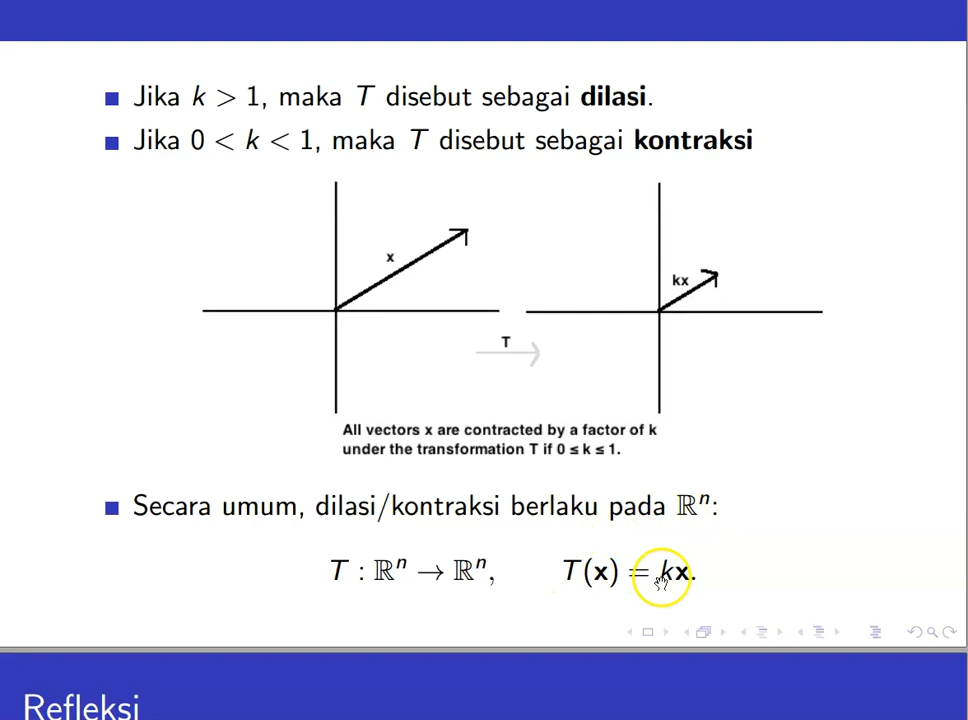 Jika k > 1, maka T disebut sebagai dilasi.
Jika 0 < k < 1, maka T disebut sebagai kontraksi
x
kx
T
All vectors x are contracted by a factor of k
under the transformation T if 0 ≤ k ≤ 1.
Secara umum, dilasi/kontraksi berlaku pada ℝⁿ:
T : ℝⁿ → ℝⁿ, T(x) = kx.
Refleksi